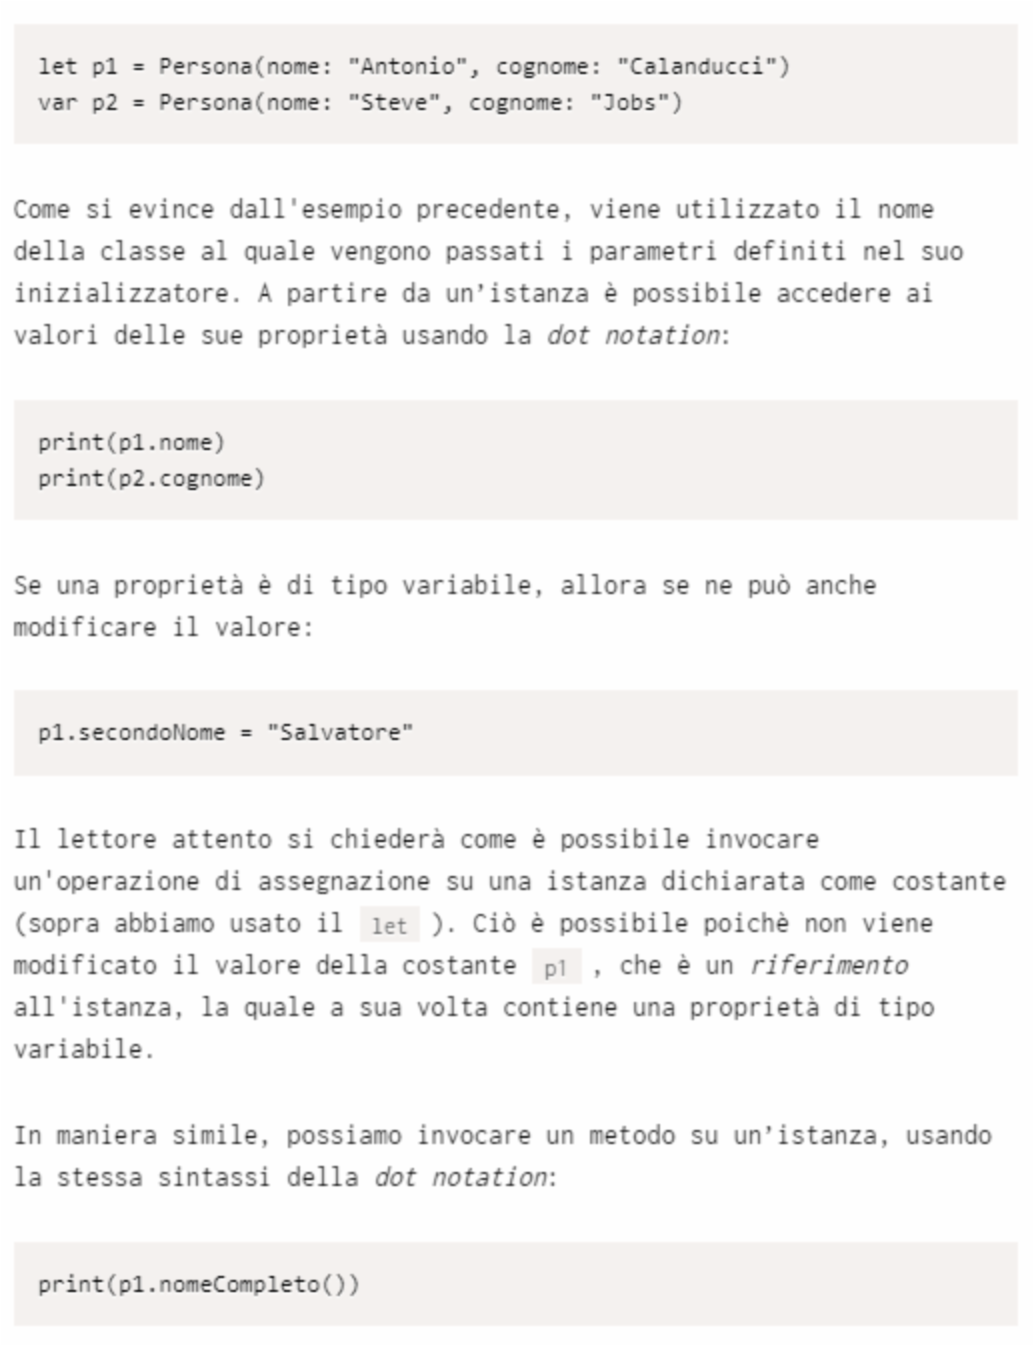 let p1 = Persona(nome: "Antonio", cognome: "Calanducci")
var p2 = Persona(nome: "Steve", cognome: "Jobs")
Come si evince dall'esempio precedente, viene utilizzato il nome
della classe al quale vengono passati i parametri definiti nel suo
inizializzatore. A partire da un’istanza è possibile accedere ai
valori delle sue proprietà usando la dot notation:
print(p1.nome)
print(p2.cognome)
Se una proprietà è di tipo variabile, allora se ne può anche
modificare il valore:
p1.secondoNome = "Salvatore"
Il lettore attento si chiederà come è possibile invocare
un'operazione di assegnazione su una istanza dichiarata come costante
(sopra abbiamo usato il let ). Ciò è possibile poichè non viene
modificato il valore della costante p1 , che è un riferimento
all'istanza, la quale a sua volta contiene una proprietà di tipo
variabile.
In maniera simile, possiamo invocare un metodo su un’istanza, usando
la stessa sintassi della dot notation:
print(p1.nomeCompleto())